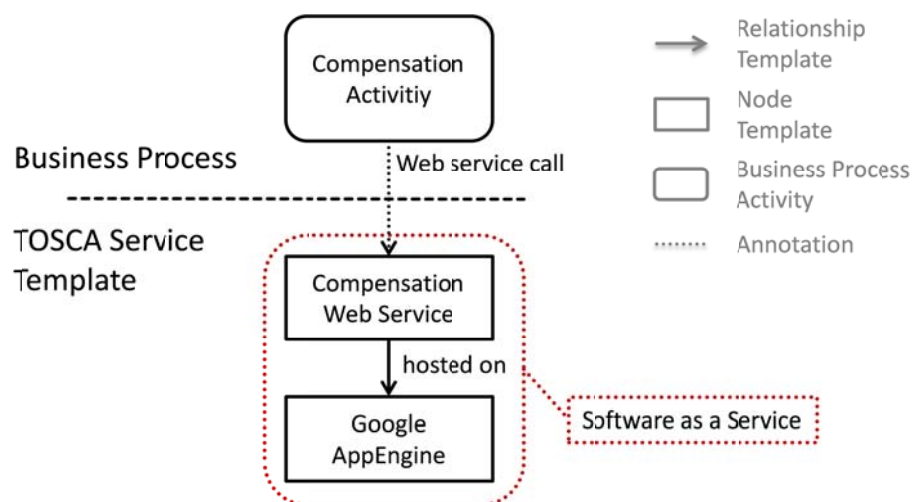 Compensation
Activitiy
Relationship
Template
Node
Template
Business Process
Activity
Annotation
Business Process
Web service call
TOSCA Service
Template
Compensation
Web Service
hosted on
Google
AppEngine
Software as a Service